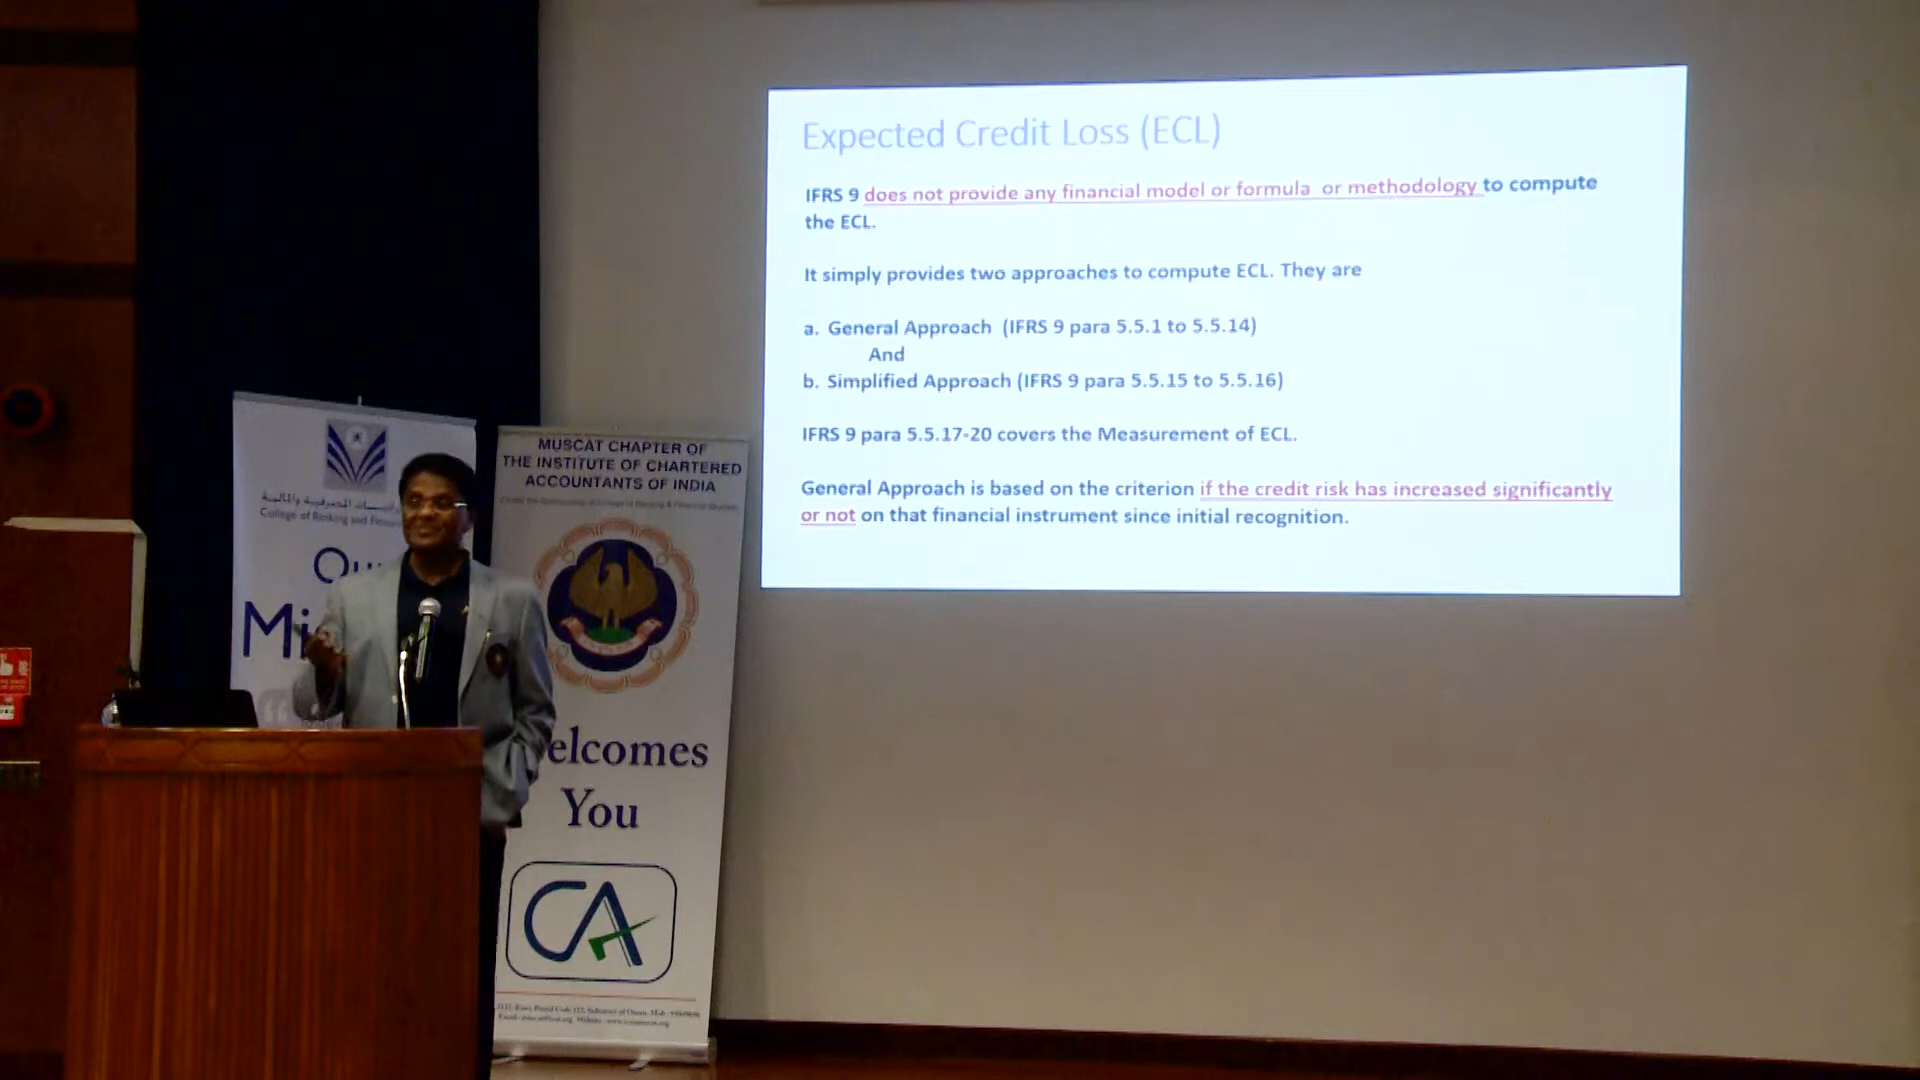 Expected Credit Loss (ECL)
IFRS 9 does not provide any financial model or formula or methodology to compute
the ECL.
It simply provides two approaches to compute ECL. They are
a. General Approach (IFRS 9 para 5.5.1 to 5.5.14)
And
b. Simplified Approach (IFRS 9 para 5.5.15 to 5.5.16)
IFRS 9 para 5.5.17-20 covers the Measurement of ECL.
General Approach is based on the criterion if the credit risk has increased significantly
or not on that financial instrument since initial recognition.
College of Banking and
MUSCAT CHAPTER OF
THE INSTITUTE OF CHARTERED
ACCOUNTANTS OF INDIA
elcomes
You
CA